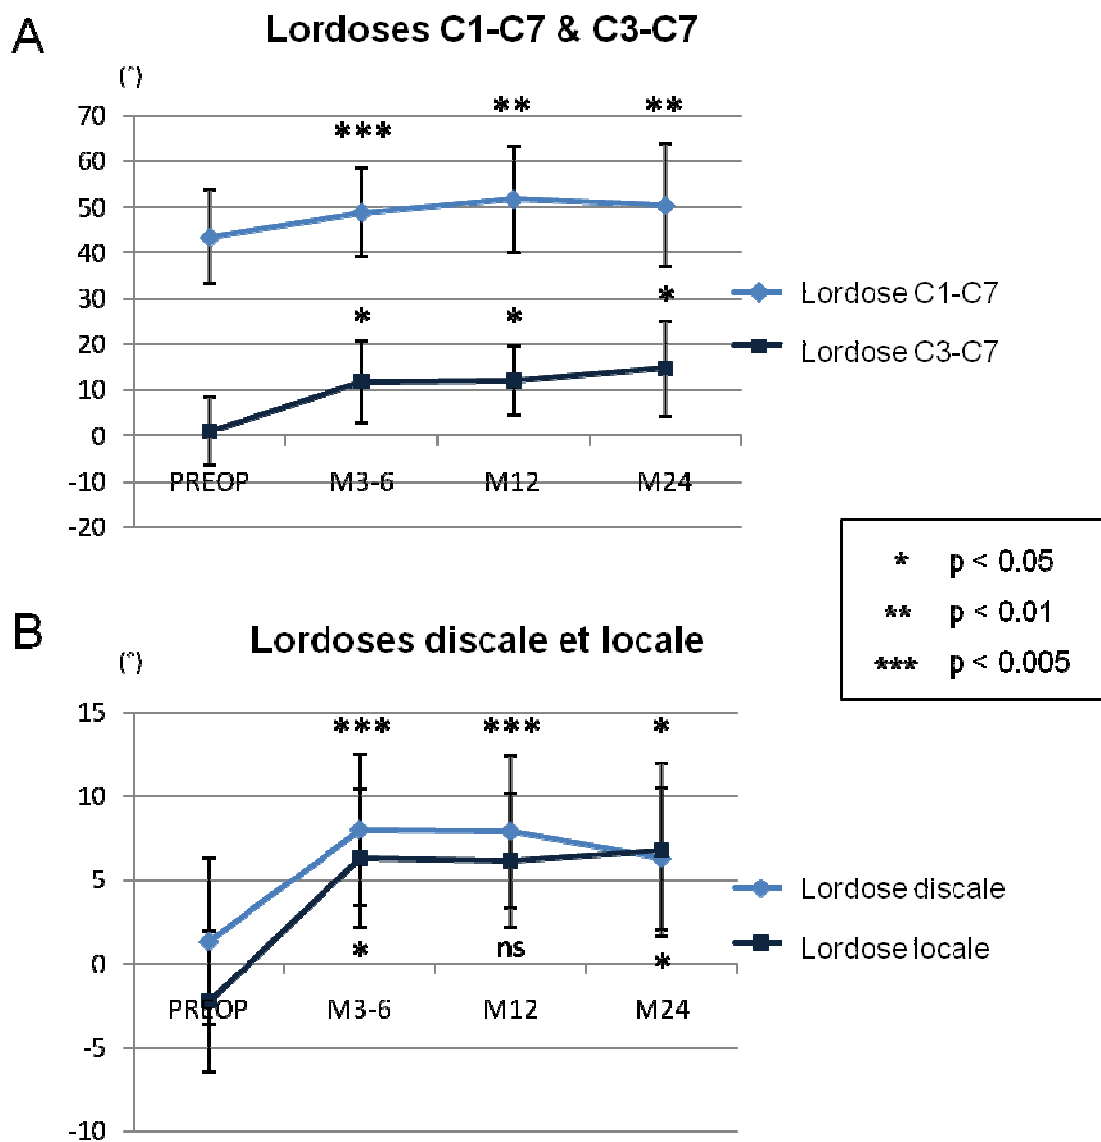 A
Lordoses C1-C7 & C3-C7
(°)
70
60
50
40
30
20
10
0
-10
-20
***
**
**
*
*
*
PREOP
M3-6
M12
M24
Lordose C1-C7
Lordose C3-C7
* p < 0.05
** p < 0.01
*** p < 0.005
B
Lordoses discale et locale
(°)
15
10
5
0
-5
-10
***
***
*
*
ns
*
PREOP
M3-6
M12
M24
Lordose discale
Lordose locale